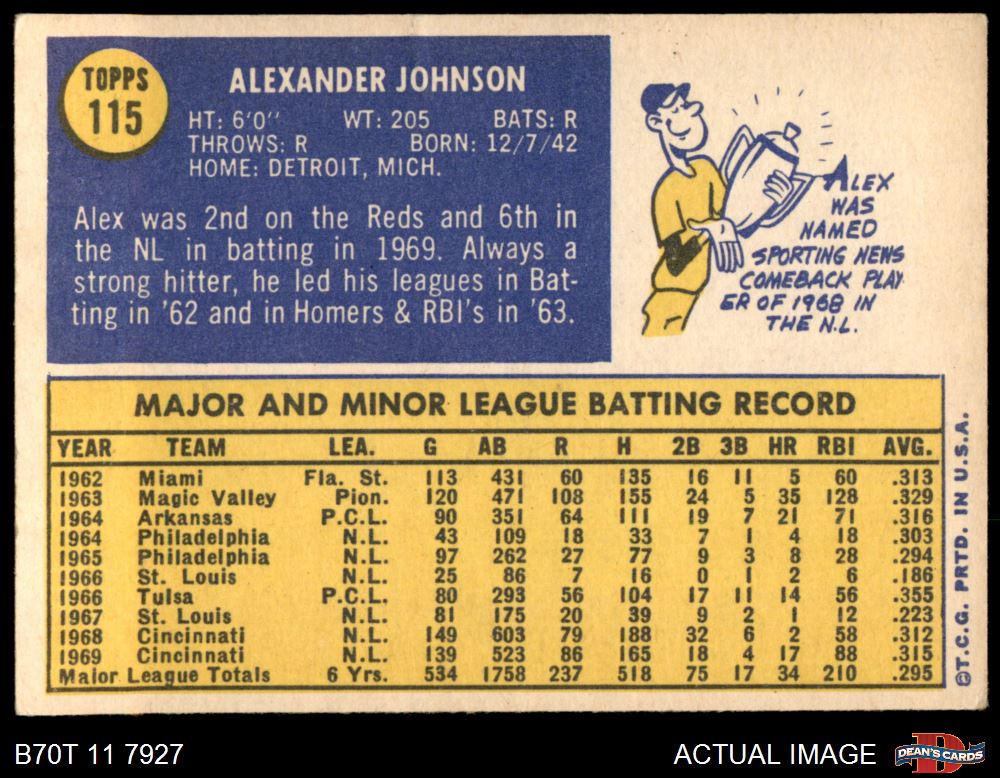 TOPPS
115
ALEXANDER JOHNSON
HT: 6'0" WT: 205 BATS: R
THROWS: R BORN: 12/7/42
HOME: DETROIT, MICH.
Alex was 2nd on the Reds and 6th in
the NL in batting in 1969. Always a
strong hitter, he led his leagues in Bat-
ting in '62 and in Homers & RBI's in '63.
ALEX
WAS
NAMED
SPORTING NEWS
COMEBACK PLAY
ER OF 1968 IN
THE N.L.
MAJOR AND MINOR LEAGUE BATTING RECORD
YEAR TEAM LEA. G AB R H 2B 3B HR RBI AVG.
1962 Miami Fla. St. 113 431 60 135 16 11 5 60 .313
1963 Magic Valley Pion. 120 471 108 155 24 5 35 128 .329
1964 Arkansas P.C.L. 90 351 64 111 19 7 21 71 .316
1964 Philadelphia N.L. 43 109 18 33 7 1 4 18 .303
1965 Philadelphia N.L. 97 262 27 77 9 3 8 28 .294
1966 St. Louis N.L. 25 86 7 16 0 1 2 6 .186
1966 Tulsa P.C.L. 80 293 56 104 17 11 14 56 .355
1967 St. Louis N.L. 81 175 20 39 9 2 1 12 .223
1968 Cincinnati N.L. 149 603 79 188 32 6 2 58 .312
1969 Cincinnati N.L. 139 523 86 165 18 4 17 88 .315
Major League Totals 6 Yrs. 534 1758 237 518 75 17 34 210 .295
©T.C.G. PRTD. IN U.S.A.
B70T 11 7927
ACTUAL IMAGE
DEAN'S CARDS